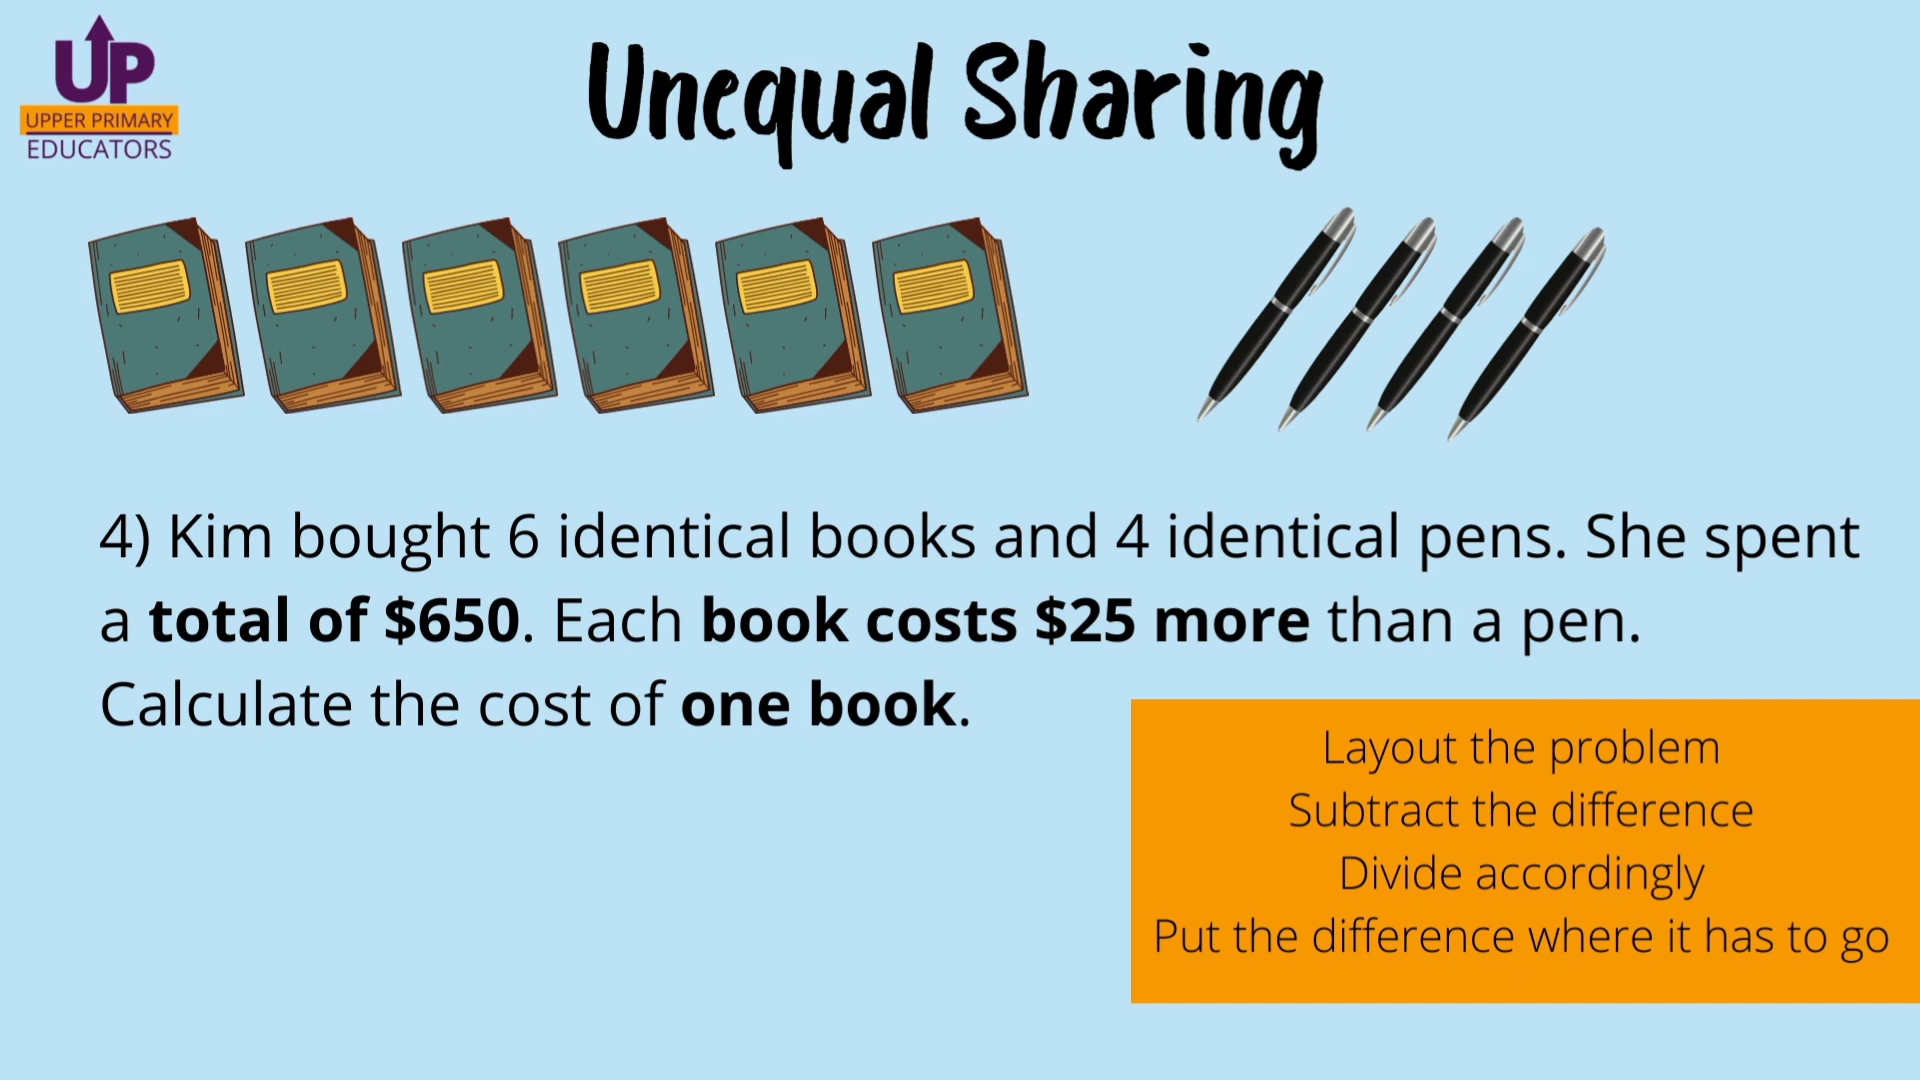 UP
UPPER PRIMARY
EDUCATORS
Unequal Sharing
4) Kim bought 6 identical books and 4 identical pens. She spent
a total of $650. Each book costs $25 more than a pen.
Calculate the cost of one book.
Layout the problem
Subtract the difference
Divide accordingly
Put the difference where it has to go